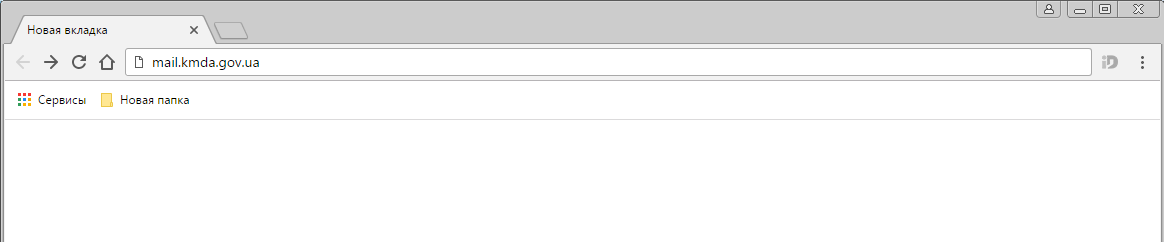 Новая вкладка
mail.kmda.gov.ua
Сервисы Новая папка